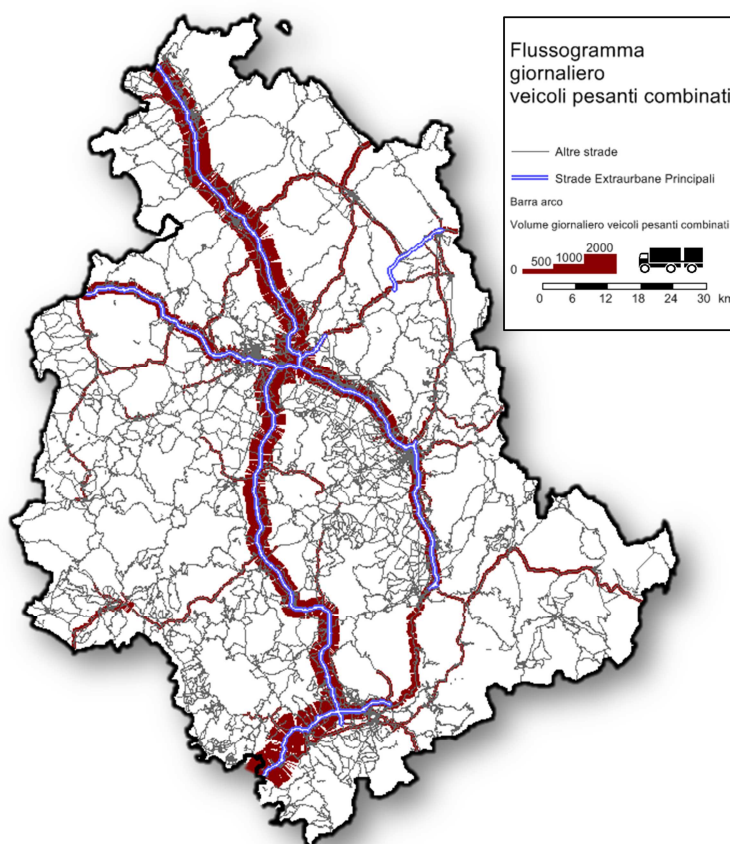 Flussogramma
giornaliero
veicoli pesanti combinati
Altre strade
Strade Extraurbane Principali
Barra arco
Volume giornaliero veicoli pesanti combinati
0 500 1000 2000
0 6 12 18 24 30 km